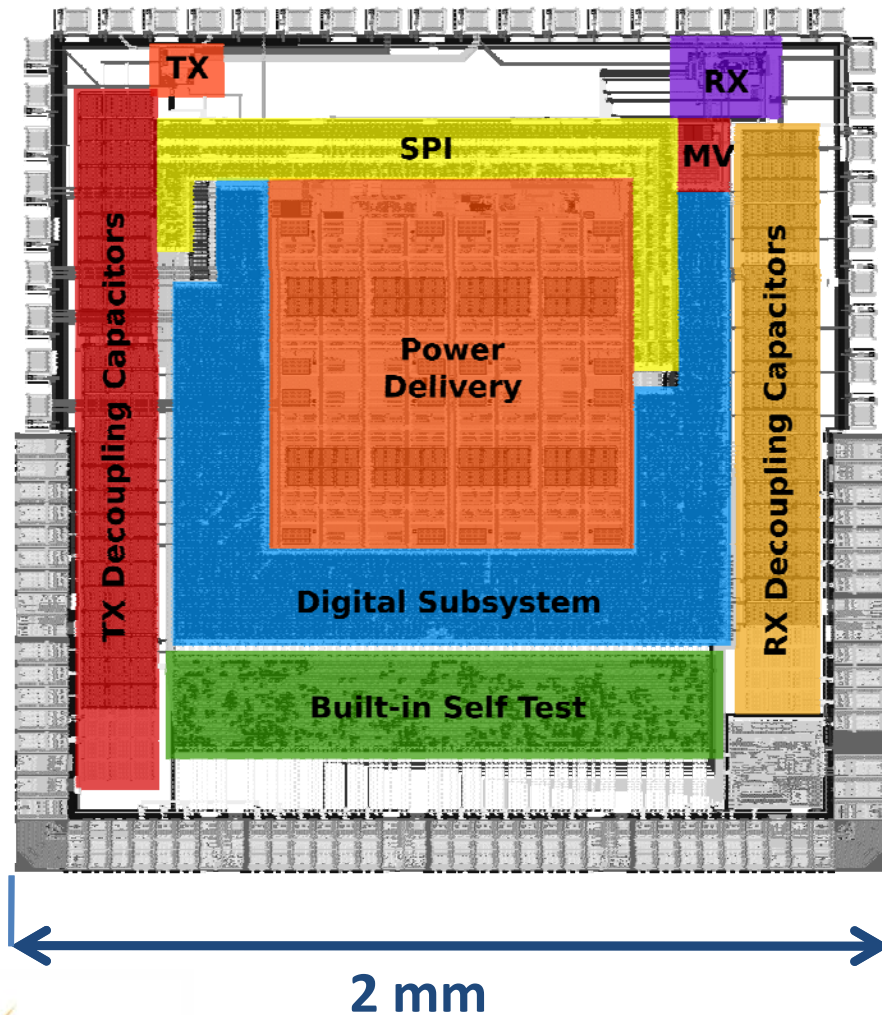 TX
RX
SPI
MV
TX Decoupling Capacitors
Power
Delivery
RX Decoupling Capacitors
Digital Subsystem
Built-in Self Test
2 mm